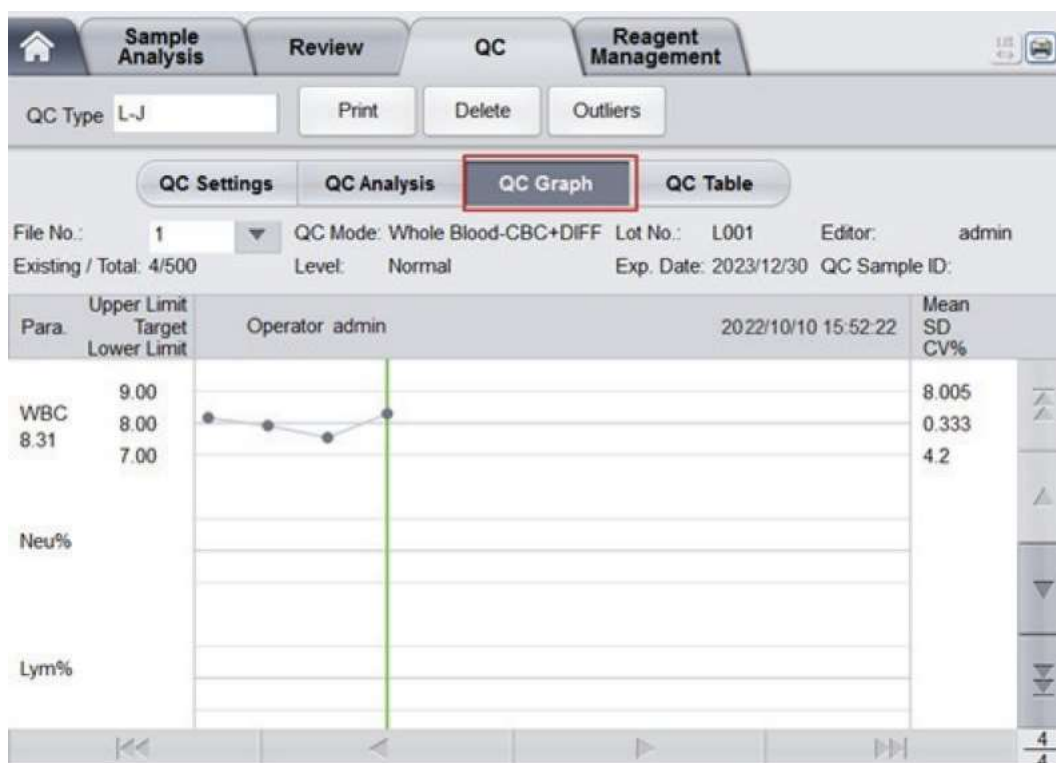 Sample Analysis Review QC Reagent Management
QC Type L-J Print Delete Outliers
QC Settings QC Analysis QC Graph QC Table
File No.: 1 QC Mode: Whole Blood-CBC+DIFF Lot No.: L001 Editor: admin
Existing / Total: 4/500 Level: Normal Exp. Date: 2023/12/30 QC Sample ID:
Para. Upper Limit Target Lower Limit Operator admin 2022/10/10 15:52:22 Mean SD CV%
WBC
8.31
9.00
8.00
7.00
8.005
0.333
4.2
Neu%
Lym%
4
4